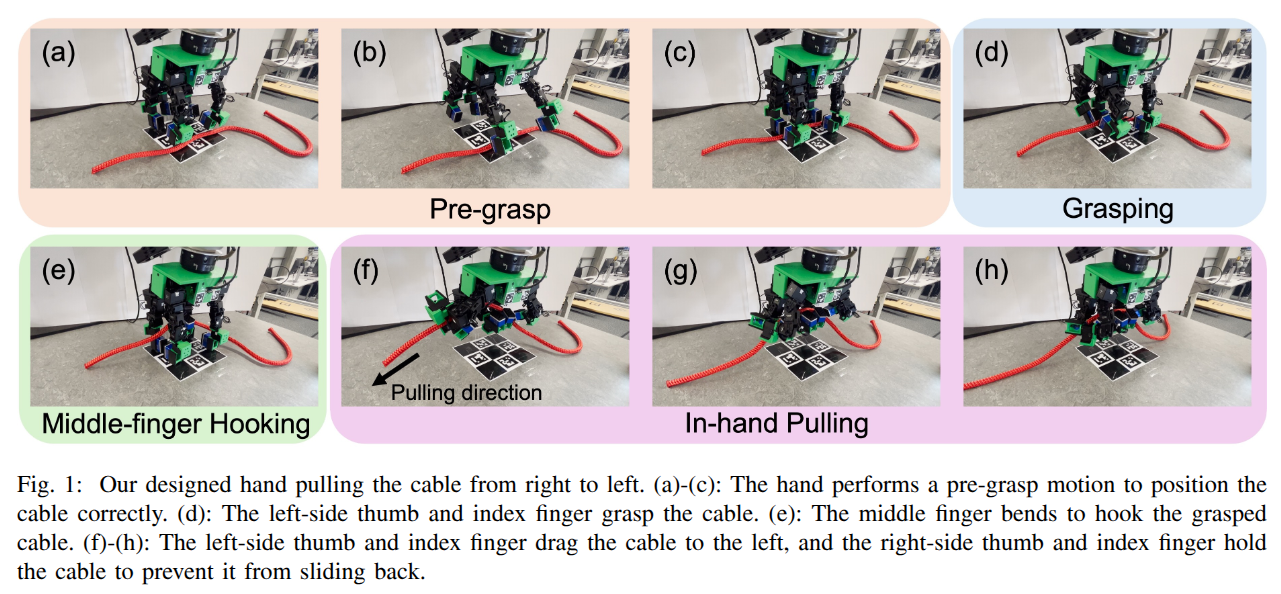 (a)
(b)
(c)
(d)
Pre-grasp
Grasping
(e)
(f)
(g)
(h)
Pulling direction
Middle-finger Hooking
In-hand Pulling
Fig. 1: Our designed hand pulling the cable from right to left. (a)-(c): The hand performs a pre-grasp motion to position the
cable correctly. (d): The left-side thumb and index finger grasp the cable. (e): The middle finger bends to hook the grasped
cable. (f)-(h): The left-side thumb and index finger drag the cable to the left, and the right-side thumb and index finger hold
the cable to prevent it from sliding back.